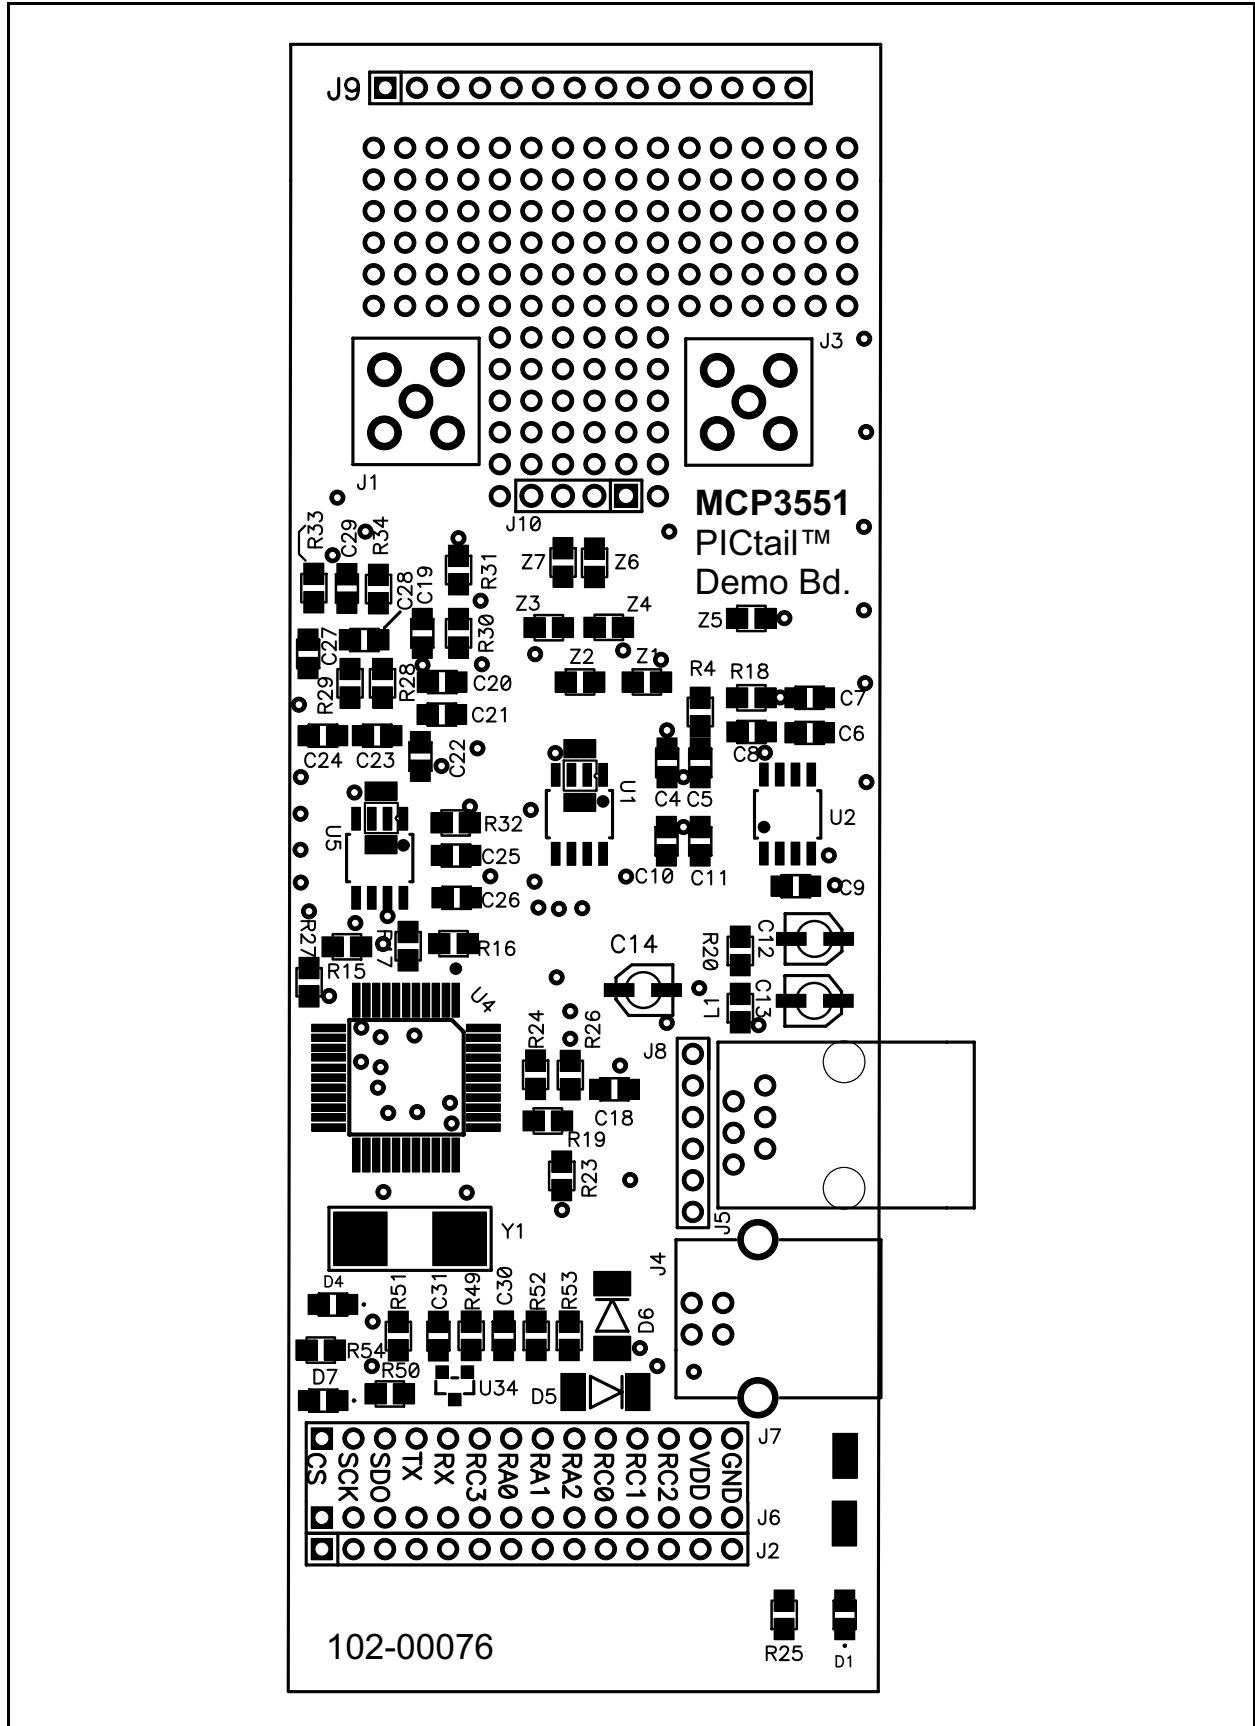 J9
J3
J1
MCP3551
PICtail™
Demo Bd.
J10
R33
C29
R34
C28
C19
R31
Z7
Z6
Z3
Z4
Z5
C27
R30
R29
R28
C20
Z2
Z1
R4
R18
C7
C21
C24
C23
C22
C8
C6
U1
C4
C5
U2
U5
R32
C25
C10
C11
C9
C26
R27
R15
R17
R16
C14
R20
C12
L1
C13
U4
R24
R26
J8
C18
R19
R23
J5
Y1
J4
D4
R51
C31
R49
C30
R52
R53
D6
R54
D7
R50
U34
D5
J7
CS
SCK
SDO
TX
RX
RC3
RA0
RA1
RA2
RC0
RC1
RC2
VDD
GND
J6
J2
102-00076
R25
D1